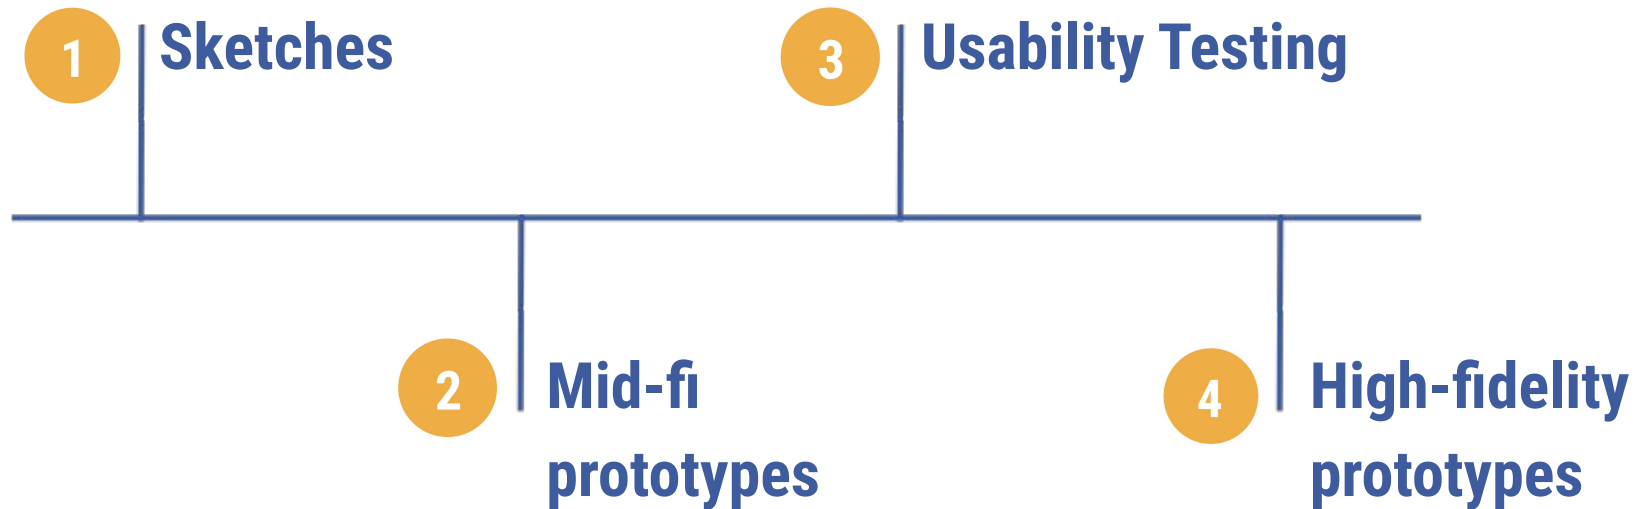 1
Sketches
2
Mid-fi
prototypes
3
Usability Testing
4
High-fidelity
prototypes